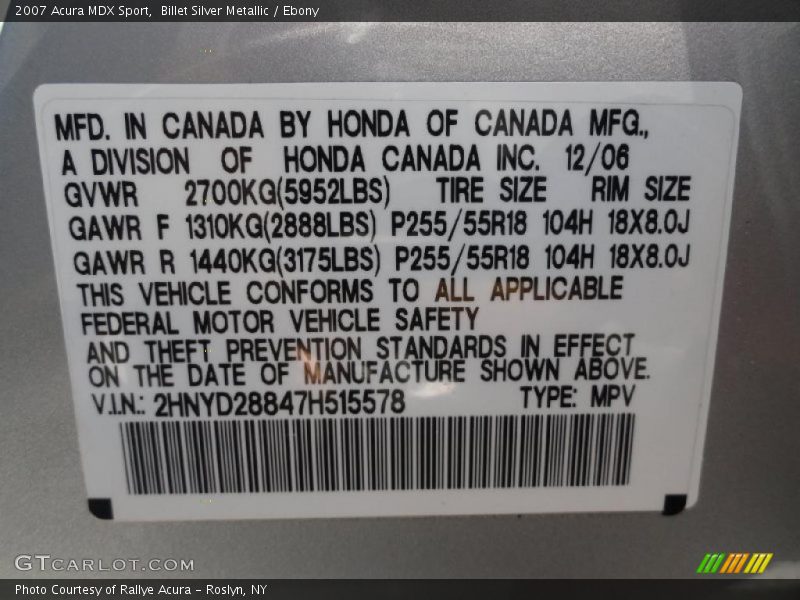 2007 Acura MDX Sport,  Billet Silver Metallic / Ebony
MFD. IN CANADA BY HONDA OF CANADA MFG.,
A DIVISION OF HONDA CANADA INC. 12/06
GVWR 2700KG(5952LBS) TIRE SIZE RIM SIZE
GAWR F 1310KG(2888LBS) P255/55R18 104H 18X8.0J
GAWR R 1440KG(3175LBS) P255/55R18 104H 18X8.0J
THIS VEHICLE CONFORMS TO ALL APPLICABLE
FEDERAL MOTOR VEHICLE SAFETY
AND THEFT PREVENTION STANDARDS IN EFFECT
ON THE DATE OF MANUFACTURE SHOWN ABOVE.
V.I.N.: 2HNYD28847H515578 TYPE: MPV
GTCARLOT.COM
Photo Courtesy of Rallye Acura – Roslyn, NY